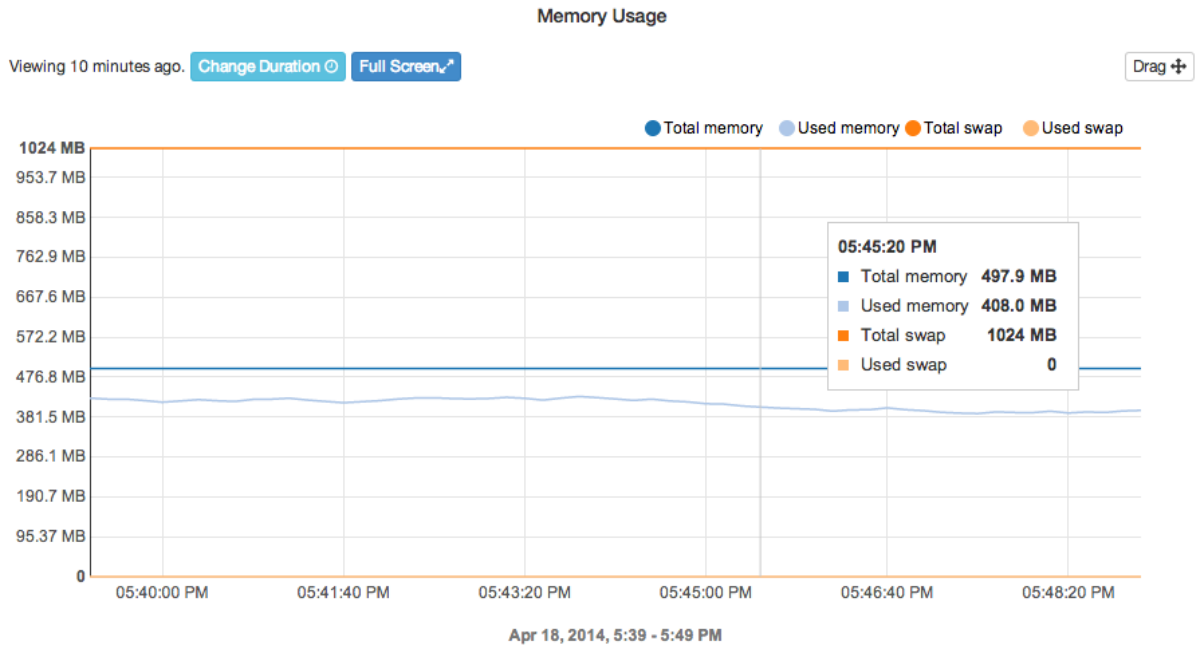 Memory Usage
Viewing 10 minutes ago. Change Duration Full Screen Drag
Total memory Used memory Total swap Used swap
1024 MB
953.7 MB
858.3 MB
762.9 MB
667.6 MB
572.2 MB
476.8 MB
381.5 MB
286.1 MB
190.7 MB
95.37 MB
0
05:45:20 PM
Total memory 497.9 MB
Used memory 408.0 MB
Total swap 1024 MB
Used swap 0
05:40:00 PM 05:41:40 PM 05:43:20 PM 05:45:00 PM 05:46:40 PM 05:48:20 PM
Apr 18, 2014, 5:39 - 5:49 PM